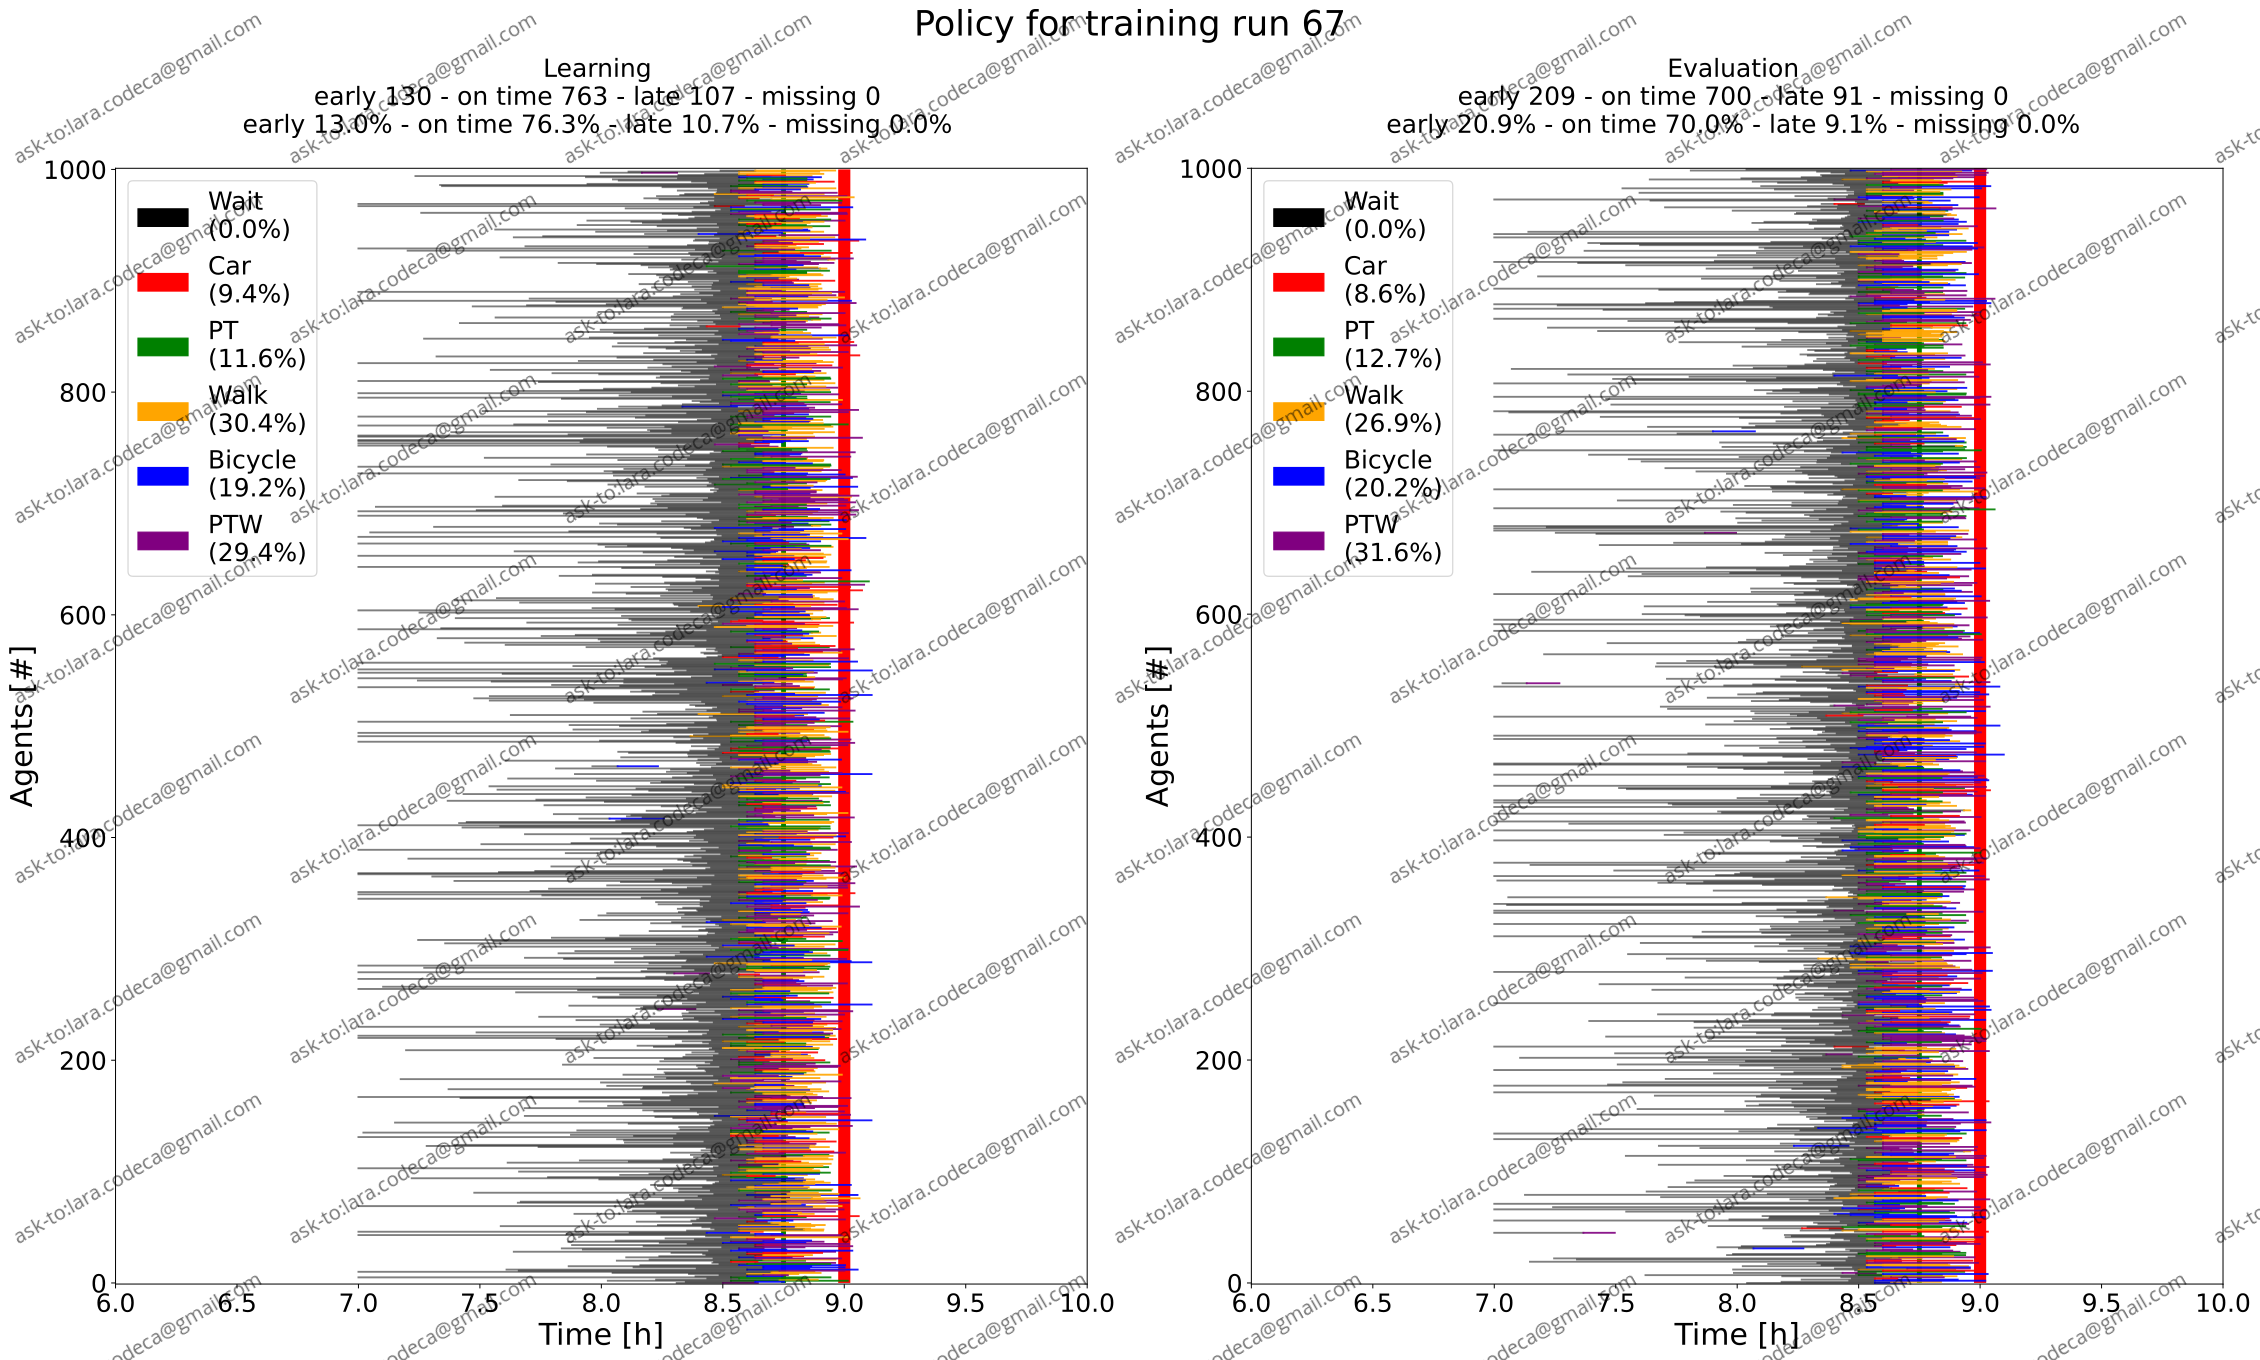 Policy for training run 67
Learning
early 130 - on time 763 - late 107 - missing 0
early 13.0% - on time 76.3% - late 10.7% - missing 0.0%
Agents [#]
1000
800
600
400
200
0
Wait
(0.0%)
Car
(9.4%)
PT
(11.6%)
Walk
(30.4%)
Bicycle
(19.2%)
PTW
(29.4%)
6.0 6.5 7.0 7.5 8.0 8.5 9.0 9.5 10.0
Time [h]
Evaluation
early 209 - on time 700 - late 91 - missing 0
early 20.9% - on time 70.0% - late 9.1% - missing 0.0%
Agents [#]
1000
800
600
400
200
0
Wait
(0.0%)
Car
(8.6%)
PT
(12.7%)
Walk
(26.9%)
Bicycle
(20.2%)
PTW
(31.6%)
6.0 6.5 7.0 7.5 8.0 8.5 9.0 9.5 10.0
Time [h]
ask-to:lara.codeca@gmail.com